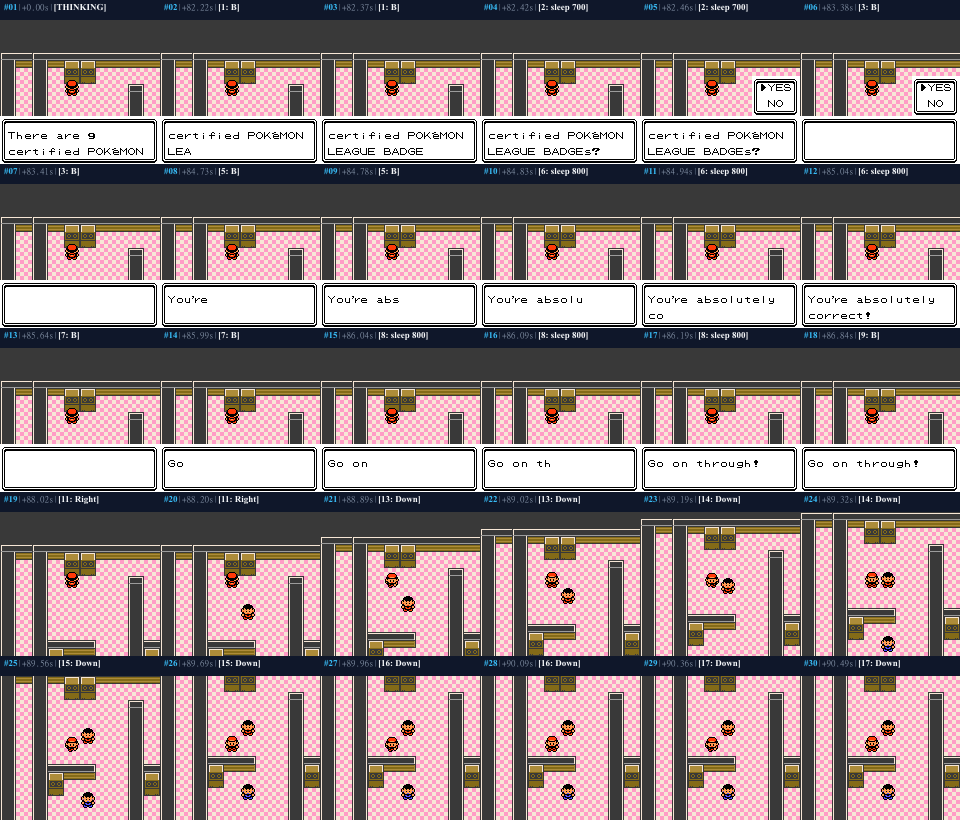 #01|+0.00s|[THINKING]
#02|+82.22s|[1: B]
#03|+82.37s|[1: B]
#04|+82.42s|[2: sleep 700]
#05|+82.46s|[2: sleep 700]
#06|+83.38s|[3: B]
There are 9
certified POKéMON
certified POKéMON
LEA
certified POKéMON
LEAGUE BADGE
certified POKéMON
LEAGUE BADGEs?
▶YES
NO
certified POKéMON
LEAGUE BADGEs?
▶YES
NO
#07|+83.41s|[3: B]
#08|+84.73s|[5: B]
#09|+84.78s|[5: B]
#10|+84.83s|[6: sleep 800]
#11|+84.94s|[6: sleep 800]
#12|+85.04s|[6: sleep 800]
You're
You're abs
You're absolu
You're absolutely
co
You're absolutely
correct!
#13|+85.64s|[7: B]
#14|+85.99s|[7: B]
#15|+86.04s|[8: sleep 800]
#16|+86.09s|[8: sleep 800]
#17|+86.19s|[8: sleep 800]
#18|+86.84s|[9: B]
Go
Go on
Go on th
Go on through!
Go on through!
#19|+88.02s|[11: Right]
#20|+88.20s|[11: Right]
#21|+88.89s|[13: Down]
#22|+89.02s|[13: Down]
#23|+89.19s|[14: Down]
#24|+89.32s|[14: Down]
#25|+89.56s|[15: Down]
#26|+89.69s|[15: Down]
#27|+89.96s|[16: Down]
#28|+90.09s|[16: Down]
#29|+90.36s|[17: Down]
#30|+90.49s|[17: Down]